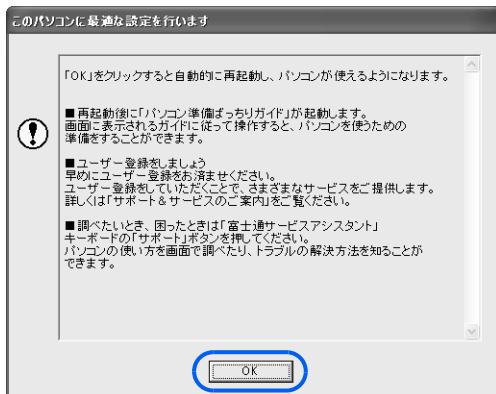 このパソコンに最適な設定を行います
「OK」をクリックすると自動的に再起動し、パソコンが使えるようになります。
■再起動後に「パソコン準備ばっちりガイド」が起動します。
画面に表示されるガイドに従って操作すると、パソコンを使うための
準備をすることができます。
■ユーザー登録をしましょう
早めにユーザー登録をお済ませください。
ユーザー登録をしていただくことで、さまざまなサービスをご提供します。
詳しくは「サポート&サービスのご案内」をご覧ください。
■調べたいとき、困ったときは「富士通サービスアシスタント」
キーボードの「サポート」ボタンを押してください。
パソコンの使い方を画面で調べたり、トラブルの解決方法を知ることが
できます。
OK